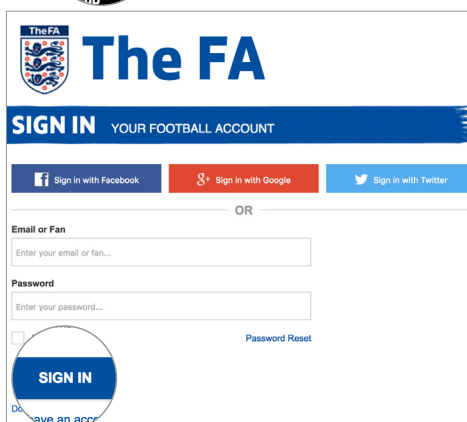 TheFA
The FA
SIGN IN YOUR FOOTBALL ACCOUNT
Sign in with Facebook
g+ Sign in with Google
Sign in with Twitter
OR
Email or Fan
Enter your email or fan...
Password
Enter your password...
Password Reset
SIGN IN